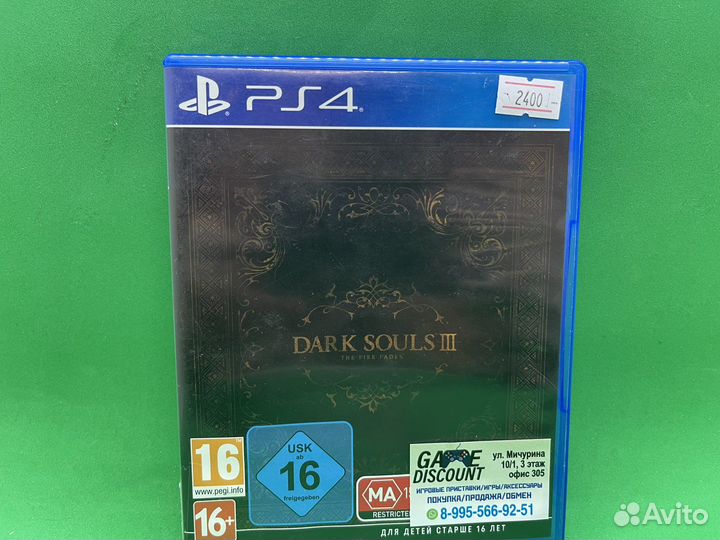 PS4
2400
DARK SOULS III
THE FIRE FADES
16
www.pegi.info
USK
ab
16
freigegeben
MA
RESTRICTED
16+
ДЛЯ ДЕТЕЙ СТАРШЕ 16 ЛЕТ
GAME
DISCOUNT
ул. Мичурина
10/1, 3 этаж
офис 305
ИГРОВЫЕ ПРИСТАВКИ/ИГРЫ/АКСЕССУАРЫ
ПОКУПКА/ПРОДАЖА/ОБМЕН
8-995-566-92-51
Avito